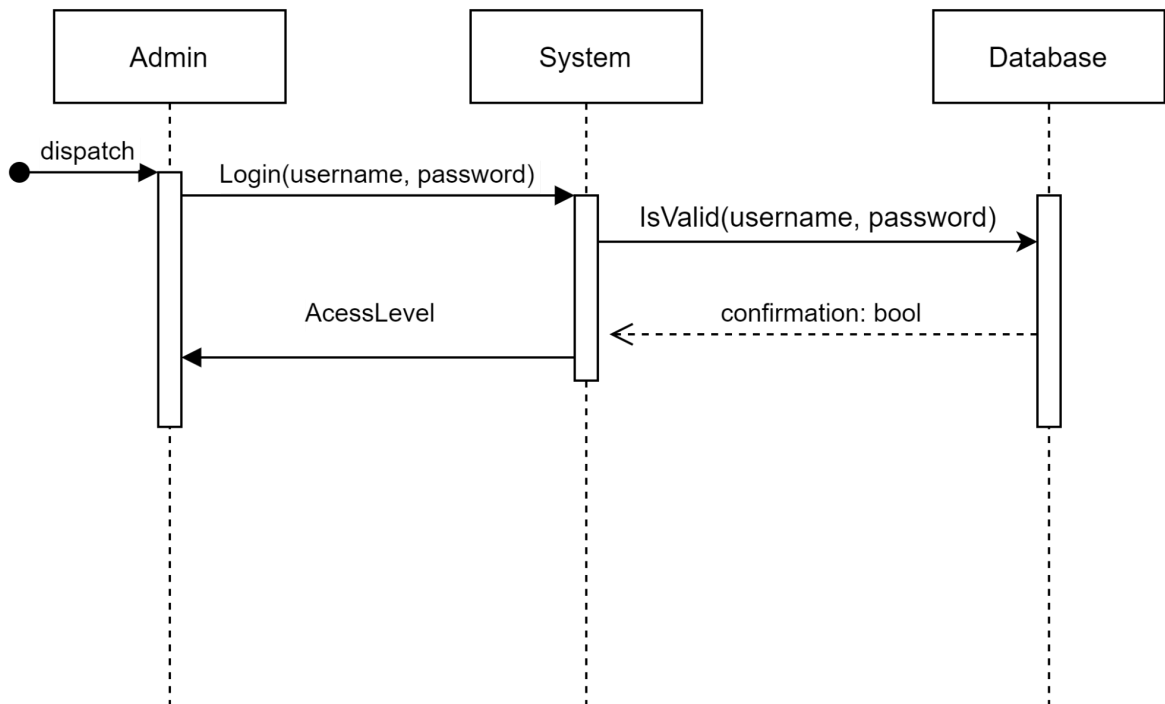 Admin
System
Database
dispatch
Login(username, password)
IsValid(username, password)
AcessLevel
confirmation: bool